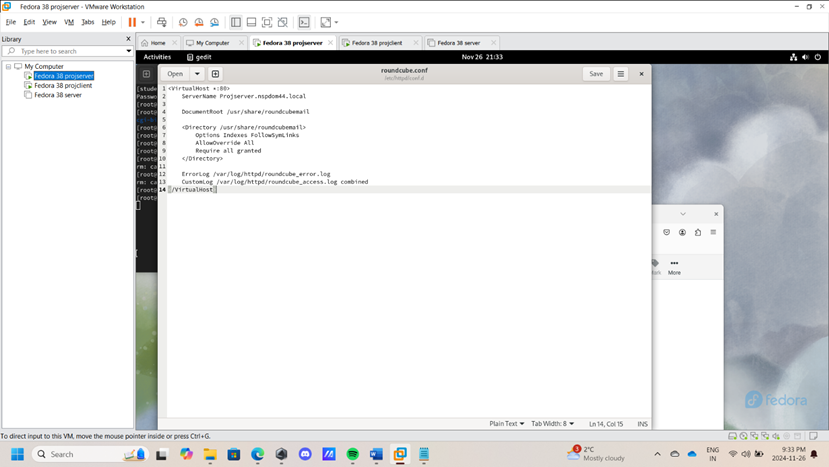 Fedora 38 projserver - VMware Workstation
File Edit View VM Tabs Help
Library
Type here to search
My Computer
Fedora 38 projserver
Fedora 38 projclient
Fedora 38 server
Home My Computer Fedora 38 projserver Fedora 38 projclient Fedora 38 server
Activities gedit Nov 26 21:33
Open roundcube.conf Save
/etc/httpd/conf.d
1 <VirtualHost *:80>
2 ServerName Projserver.nspdom44.local
3
4 DocumentRoot /usr/share/roundcubemail
5
6 <Directory /usr/share/roundcubemail>
7 Options Indexes FollowSymLinks
8 AllowOverride All
9 Require all granted
10 </Directory>
11
12 ErrorLog /var/log/httpd/roundcube_error.log
13 CustomLog /var/log/httpd/roundcube_access.log combined
14 </VirtualHost>
[stude
Passwo
[root@
[root@
[root@
[root@
[root@
rm: ca
[root@
rm: ca
[root@
[root@
More
fedora
Plain Text Tab Width: 8 Ln 14, Col 15 INS
To direct input to this VM, move the mouse pointer inside or press Ctrl+G.
Search
3
2°C
Mostly cloudy
ENG
IN
9:33 PM
2024-11-26